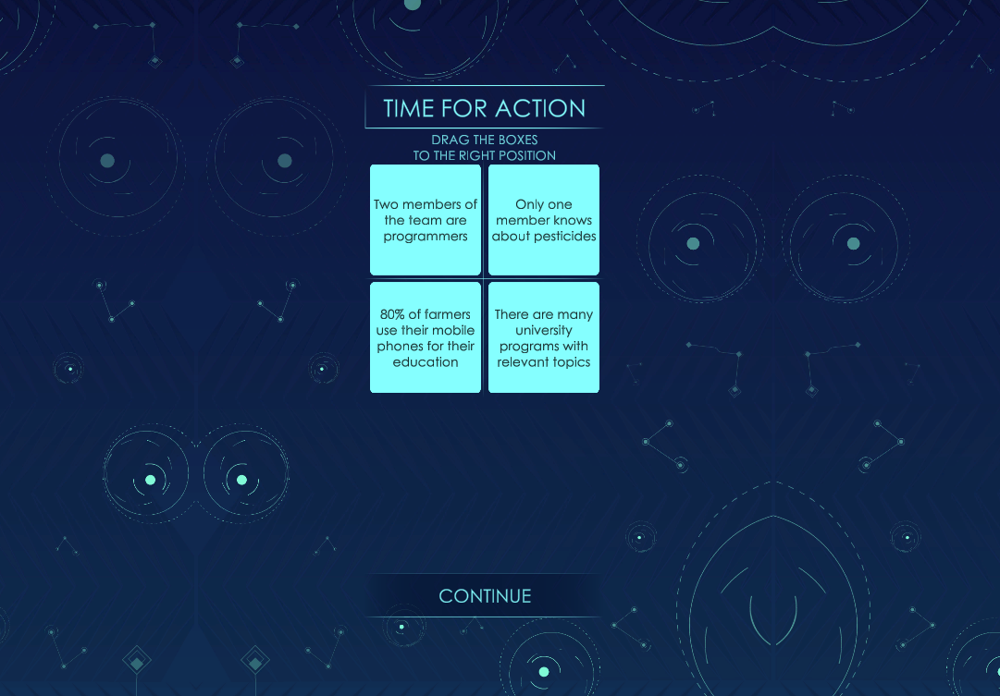 TIME FOR ACTION
DRAG THE BOXES
TO THE RIGHT POSITION
Two members of
the team are
programmers
Only one
member knows
about pesticides
80% of farmers
use their mobile
phones for their
education
There are many
university
programs with
relevant topics
CONTINUE